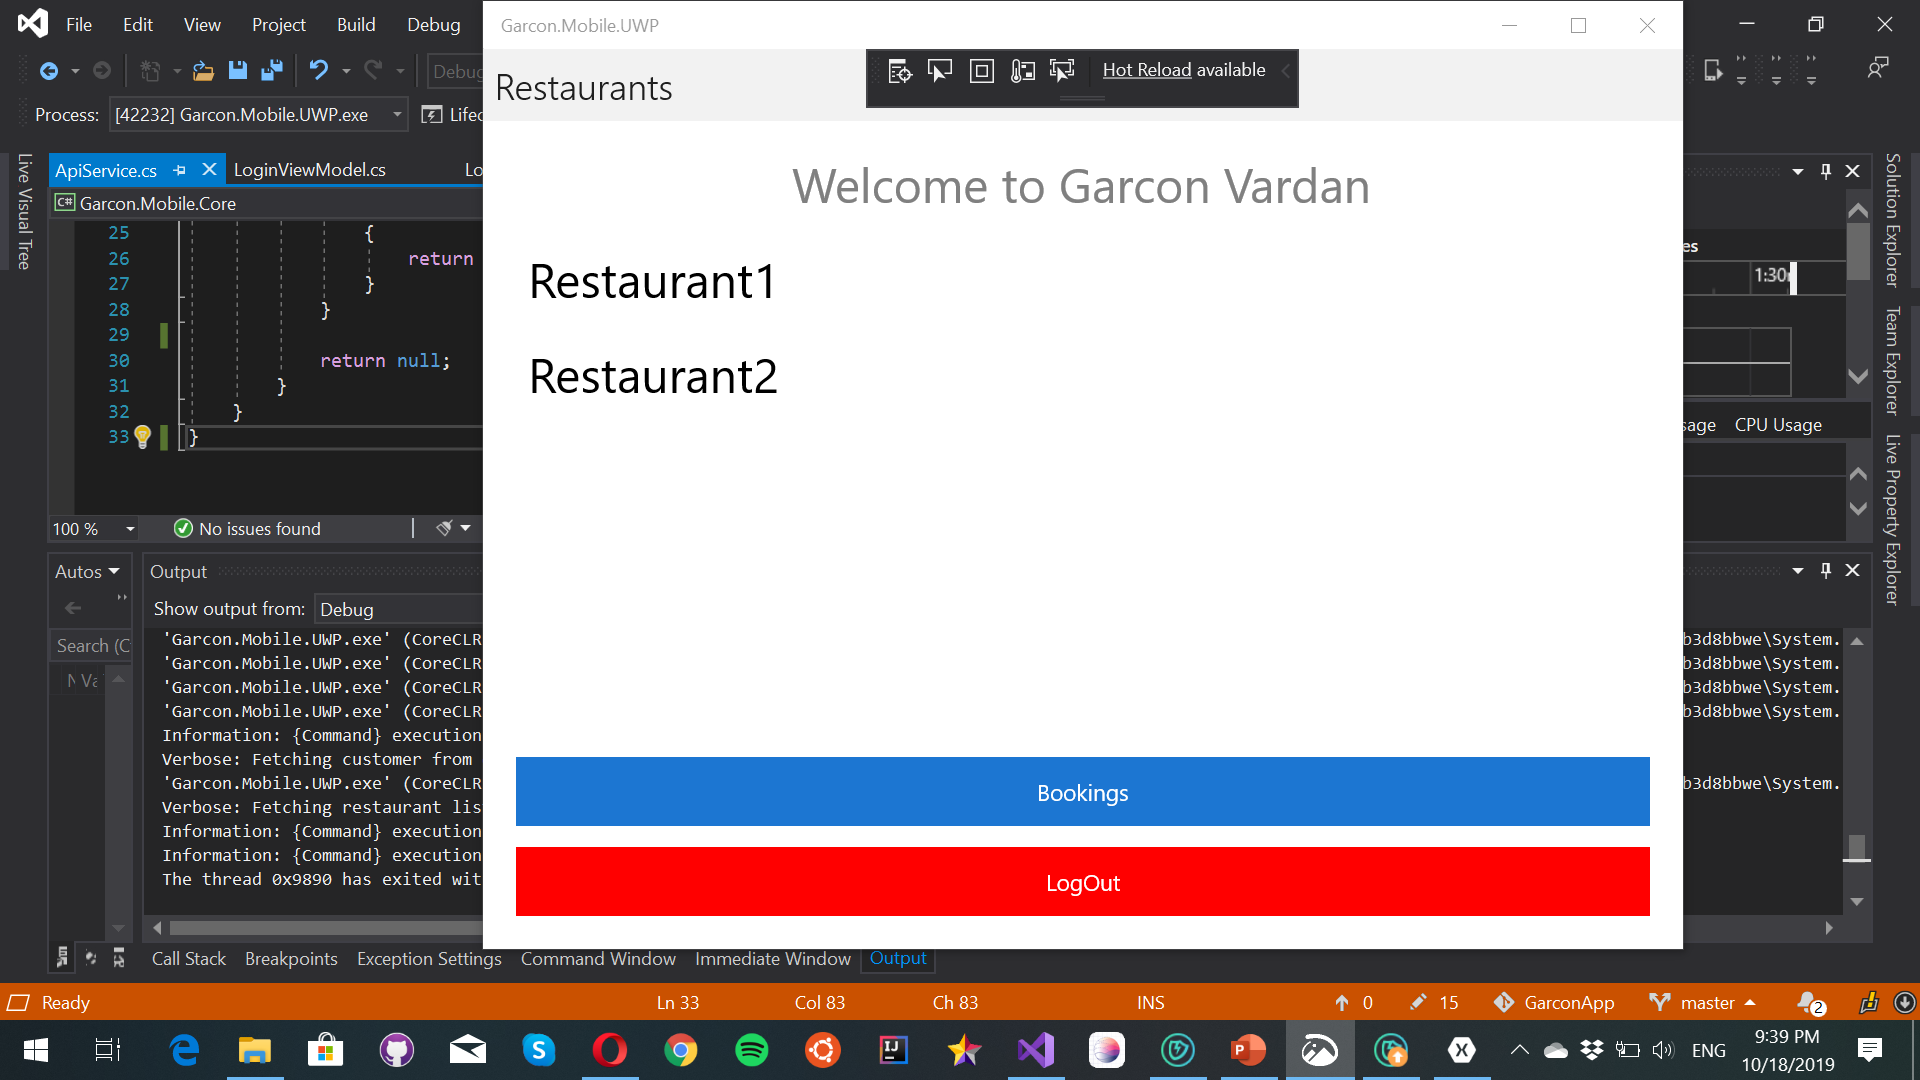 File Edit View Project Build Debug
Garcon.Mobile.UWP
Restaurants
Hot Reload available
Debug
Process: [42232] Garcon.Mobile.UWP.exe
Live Visual Tree
ApiService.cs LoginViewModel.cs
C# Garcon.Mobile.Core
25 {
26 return
27 }
28 }
29
30 return null;
31 }
32 }
33 }
100 % No issues found
Welcome to Garcon Vardan
Restaurant1
Restaurant2
Bookings
LogOut
Solution Explorer
Team Explorer
Live Property Explorer
CPU Usage
Autos
Output
Show output from: Debug
'Garcon.Mobile.UWP.exe' (CoreCLR b3d8bbwe\System.
'Garcon.Mobile.UWP.exe' (CoreCLR b3d8bbwe\System.
'Garcon.Mobile.UWP.exe' (CoreCLR b3d8bbwe\System.
'Garcon.Mobile.UWP.exe' (CoreCLR b3d8bbwe\System.
Information: {Command} execution
Verbose: Fetching customer from
'Garcon.Mobile.UWP.exe' (CoreCLR b3d8bbwe\System.
Verbose: Fetching restaurant lis
Information: {Command} execution
Information: {Command} execution
The thread 0x9890 has exited wit
Search (C
Call Stack Breakpoints Exception Settings Command Window Immediate Window Output
Ready Ln 33 Col 83 Ch 83 INS 0 15 GarconApp master 2
ENG 9:39 PM
10/18/2019